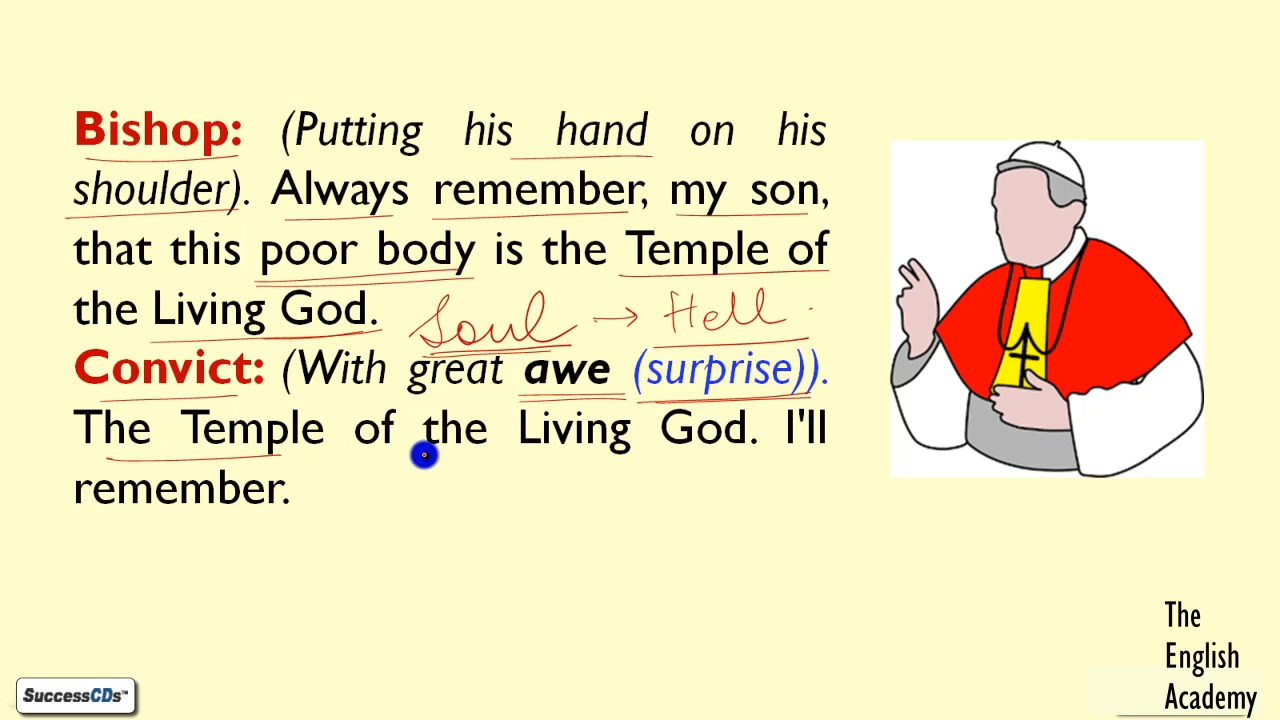 Bishop: (Putting his hand on his
shoulder). Always remember, my son,
that this poor body is the Temple of
the Living God. Soul → Hell.
Convict: (With great awe (surprise)).
The Temple of the Living God. I'll
remember.
The
English
Academy
SuccessCDs™